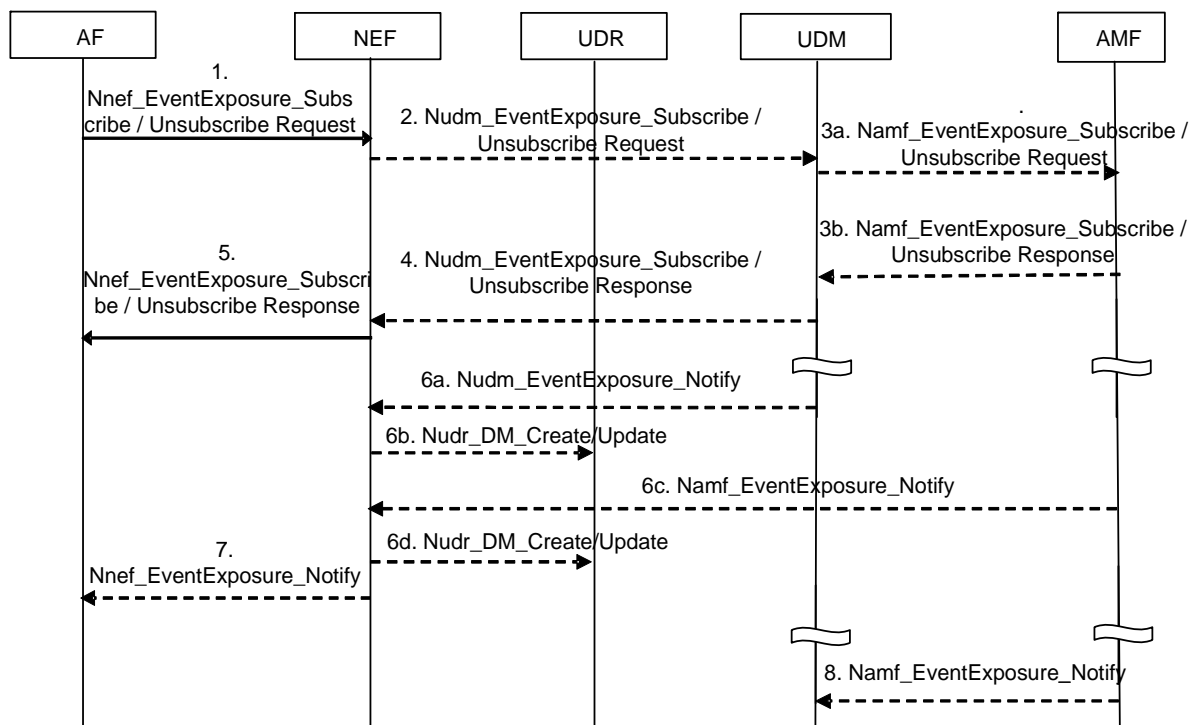 AF
NEF
UDR
UDM
AMF
1.
Nnef_EventExposure_Subs
cribe / Unsubscribe Request
2. Nudm_EventExposure_Subscribe /
Unsubscribe Request
.
3a. Namf_EventExposure_Subscribe /
Unsubscribe Request
3b. Namf_EventExposure_Subscribe /
Unsubscribe Response
4. Nudm_EventExposure_Subscribe /
Unsubscribe Response
5.
Nnef_EventExposure_Subscri
be / Unsubscribe Response
6a. Nudm_EventExposure_Notify
6b. Nudr_DM_Create/Update
6c. Namf_EventExposure_Notify
6d. Nudr_DM_Create/Update
7.
Nnef_EventExposure_Notify
8. Namf_EventExposure_Notify